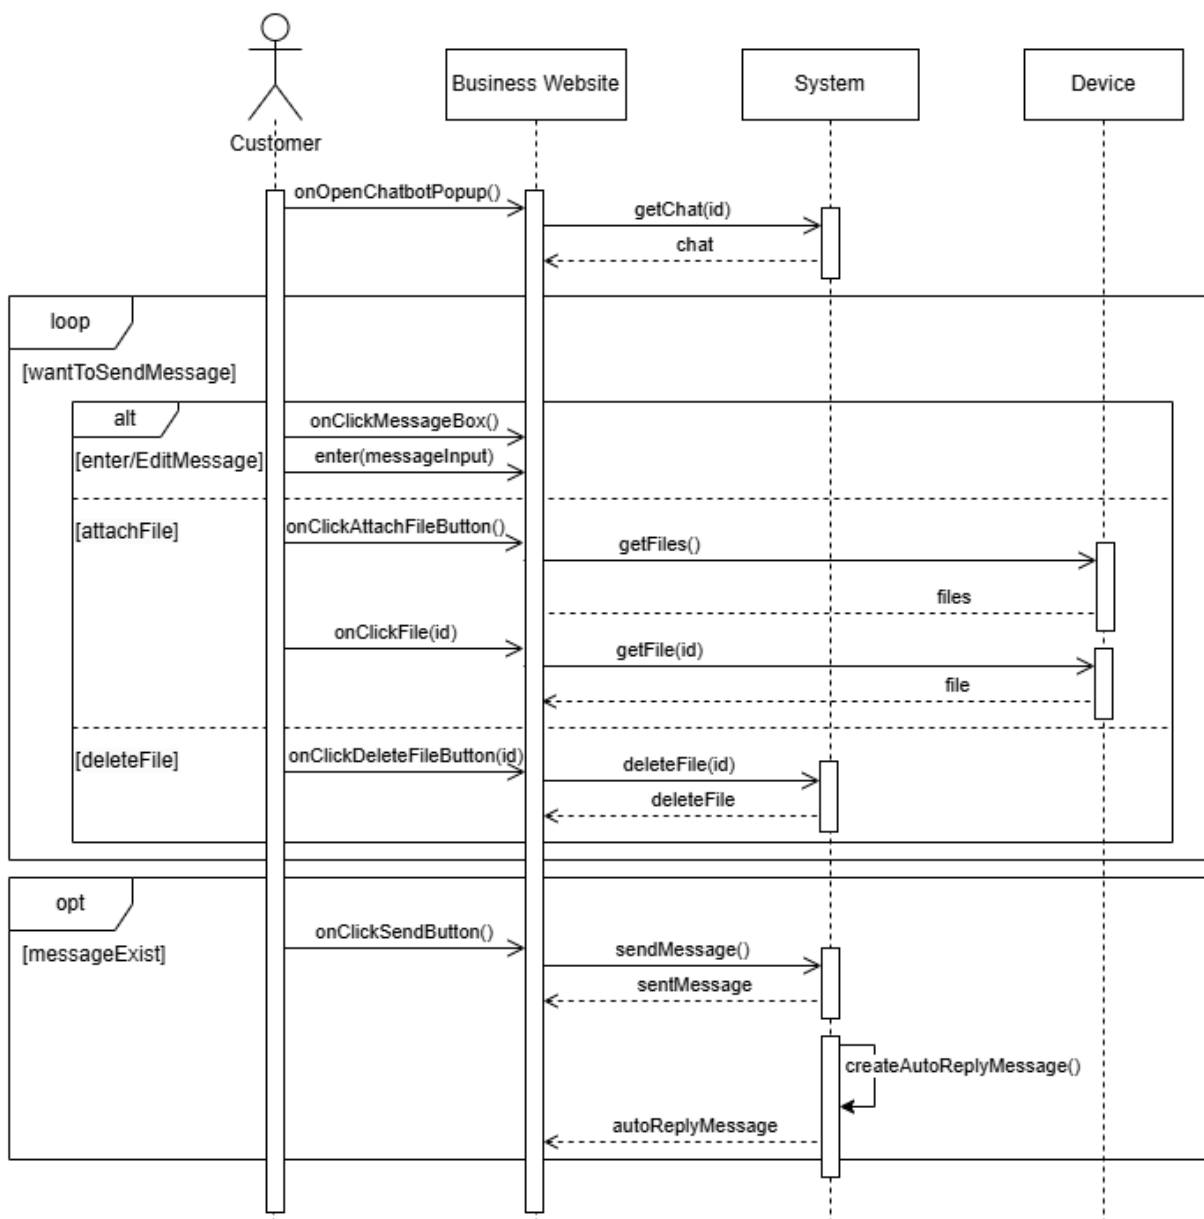 Customer
Business Website
System
Device
onOpenChatbotPopup()
getChat(id)
chat
loop
[wantToSendMessage]
alt
onClickMessageBox()
[enter/EditMessage]
enter(messageInput)
[attachFile]
onClickAttachFileButton()
getFiles()
files
onClickFile(id)
getFile(id)
file
[deleteFile]
onClickDeleteFileButton(id)
deleteFile(id)
deleteFile
opt
onClickSendButton()
[messageExist]
sendMessage()
sentMessage
createAutoReplyMessage()
autoReplyMessage